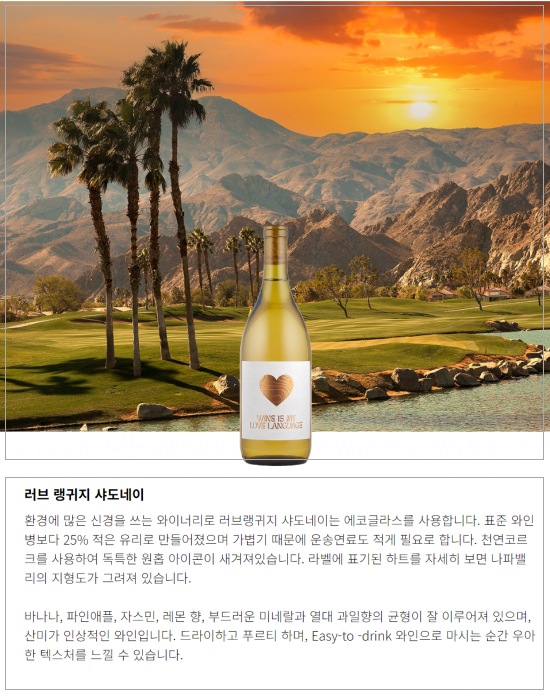 WINE IS MY
LOVE LANGUAGE
러브 랭귀지 샤도네이
환경에 많은 신경을 쓰는 와이너리로 러브랭귀지 샤도네이는 에코글라스를 사용합니다. 표준 와인
병보다 25% 적은 유리로 만들어졌으며 가볍기 때문에 운송연료도 적게 필요로 합니다. 천연코르
크를 사용하여 독특한 원홉 아이콘이 새겨져있습니다. 라벨에 표기된 하트를 자세히 보면 나파밸
리의 지형도가 그려져 있습니다.
바나나, 파인애플, 자스민, 레몬 향, 부드러운 미네랄과 열대 과일향의 균형이 잘 이루어져 있으며,
산미가 인상적인 와인입니다. 드라이하고 푸르티 하며, Easy-to -drink 와인으로 마시는 순간 우아
한 텍스처를 느낄 수 있습니다.